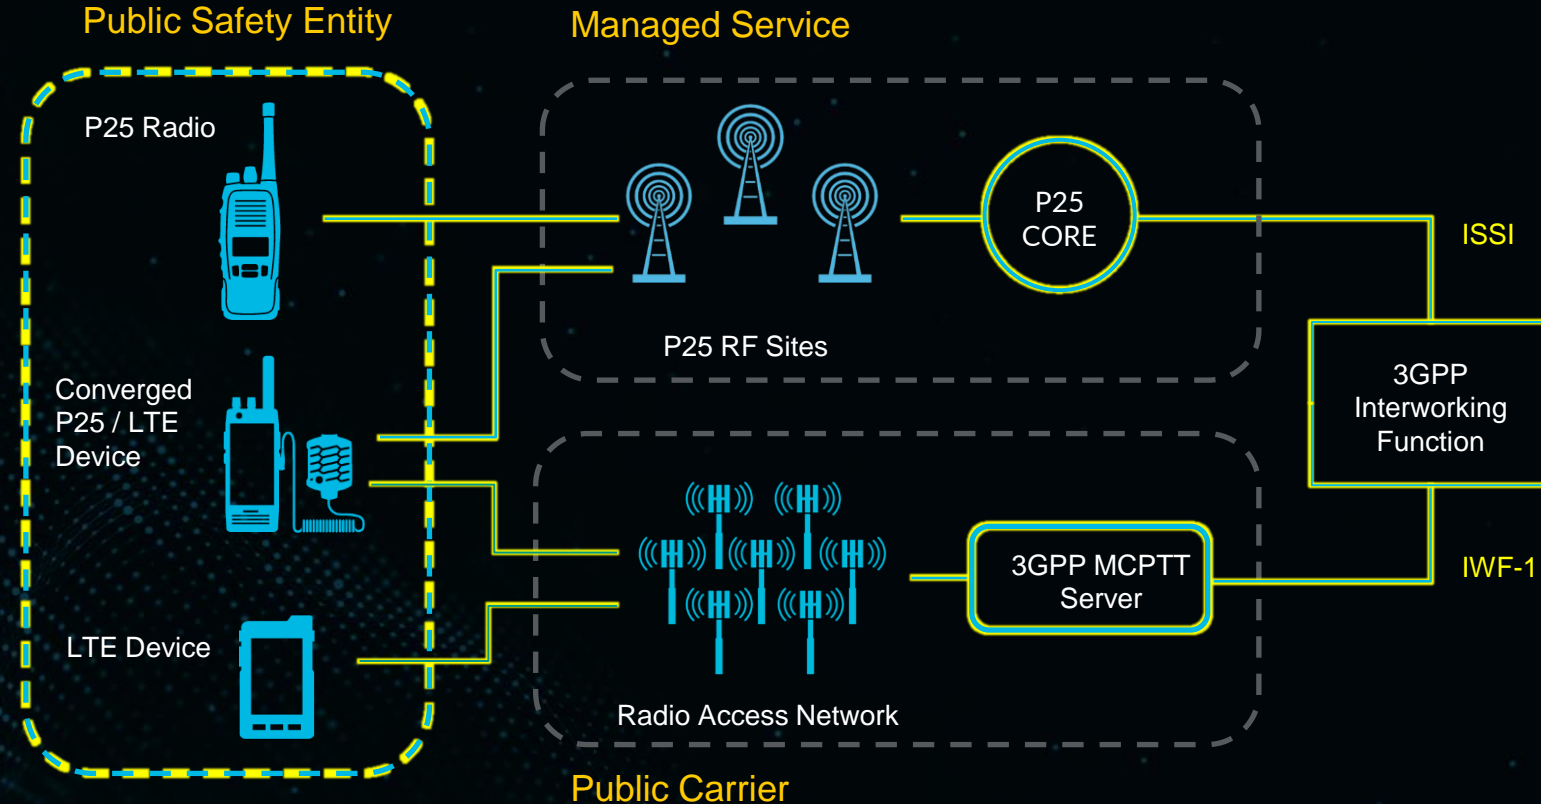 Public Safety Entity
Managed Service
P25 Radio
P25
CORE
ISSI
P25 RF Sites
Converged
P25 / LTE
Device
3GPP
Interworking
Function
3GPP MCPTT
Server
IWF-1
LTE Device
Radio Access Network
Public Carrier